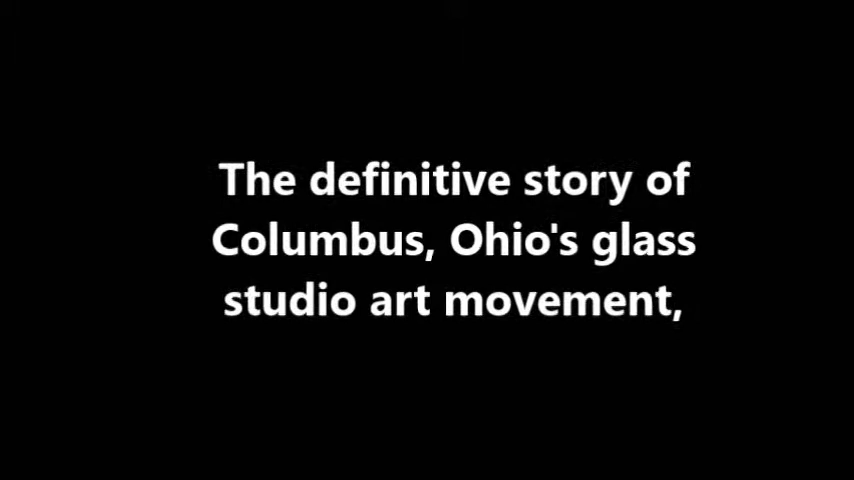 The definitive story of
Columbus, Ohio's glass
studio art movement,